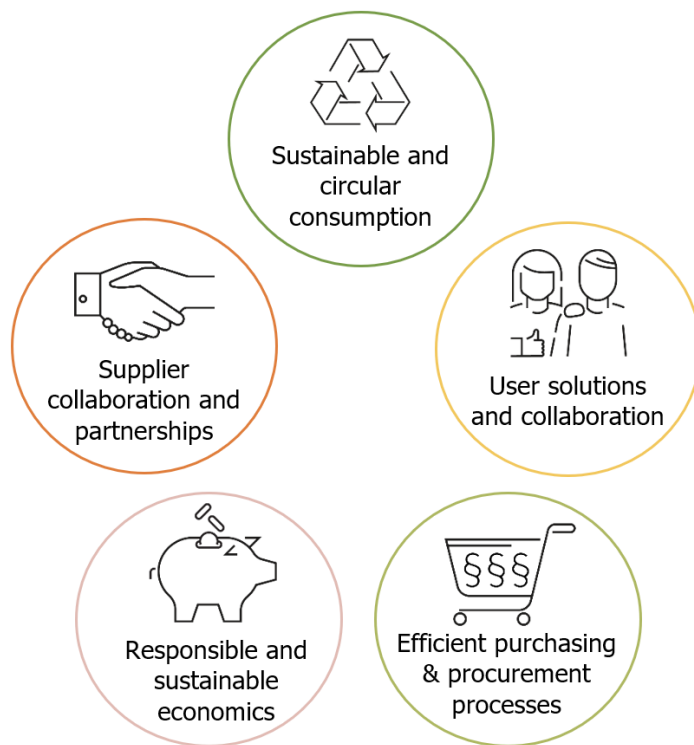 Sustainable and
circular
consumption
Supplier
collaboration and
partnerships
User solutions
and collaboration
§§§
Responsible and
sustainable
economics
Efficient purchasing
& procurement
processes